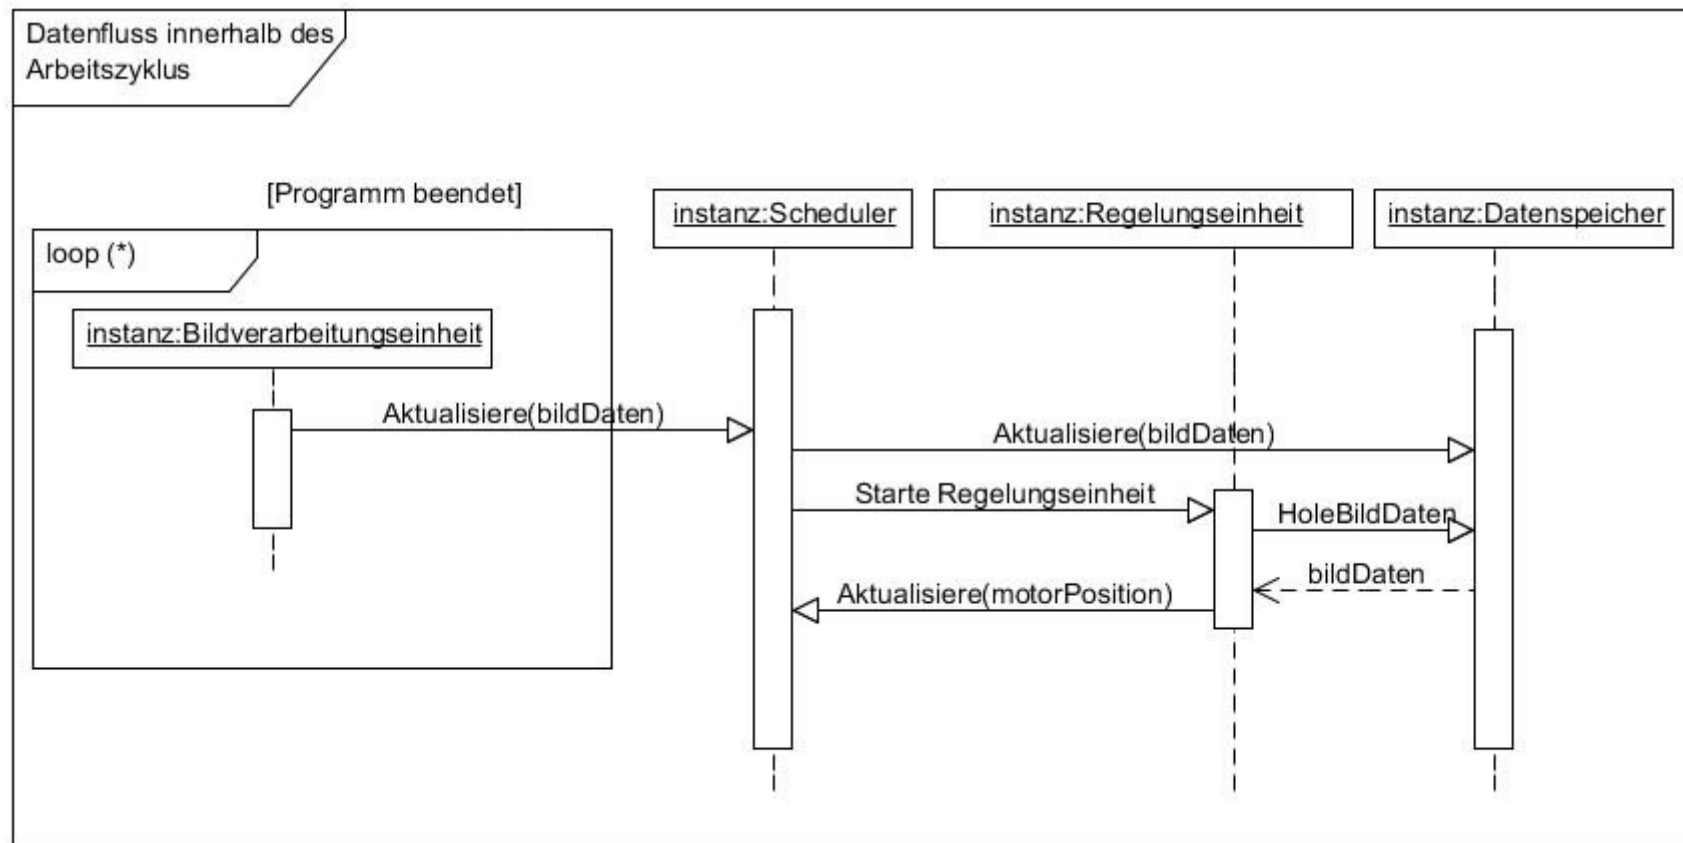 Datenfluss innerhalb des
Arbeitszyklus
[Programm beendet]
instanz:Scheduler
instanz:Regelungseinheit
instanz:Datenspeicher
loop (*)
instanz:Bildverarbeitungseinheit
Aktualisiere(bildDaten)
Aktualisiere(bildDaten)
Starte Regelungseinheit
HoleBildDaten
bildDaten
Aktualisiere(motorPosition)